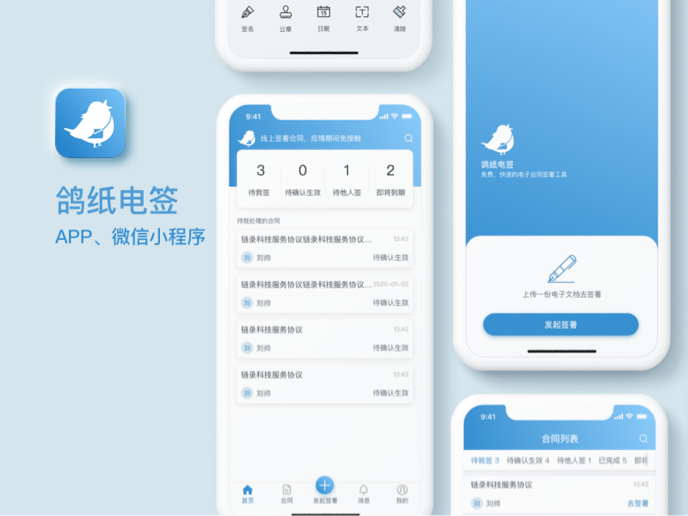 签名 公章 日期 文本 清除
15
T
鸽纸电签
APP、微信小程序
9:41
线上签署合同，疫情期间免接触
3 0 1 2
待我签 待确认生效 待他人签 即将到期
待我处理的合同
链录科技服务协议链录科技服务协议... 13:43
刘 刘帅 待确认生效
链录科技服务协议链录科技服务协议... 2020-01-00
刘 刘帅 待确认生效
链录科技服务协议 13:43
刘 刘帅 待确认生效
链录科技服务协议 13:43
刘 刘帅 待确认生效
首页 合同 发起签署 消息 我的
鸽纸电签
免费、快速的电子合同签署工具
上传一份电子文档去签署
发起签署
9:41
合同列表
待我签 3 待确认生效 4 待他人签 1 已完成 5 即将
链录科技服务协议 13:43
刘 刘帅 去签署